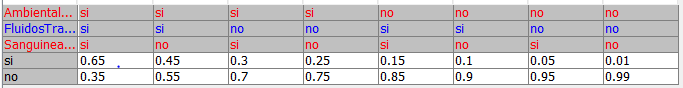 Ambiental... si si si si no no no no
FluidosTra... si si no no si si no no
Sanguinea... si no si no si no si no
si 0.65 0.45 0.3 0.25 0.15 0.1 0.05 0.01
no 0.35 0.55 0.7 0.75 0.85 0.9 0.95 0.99